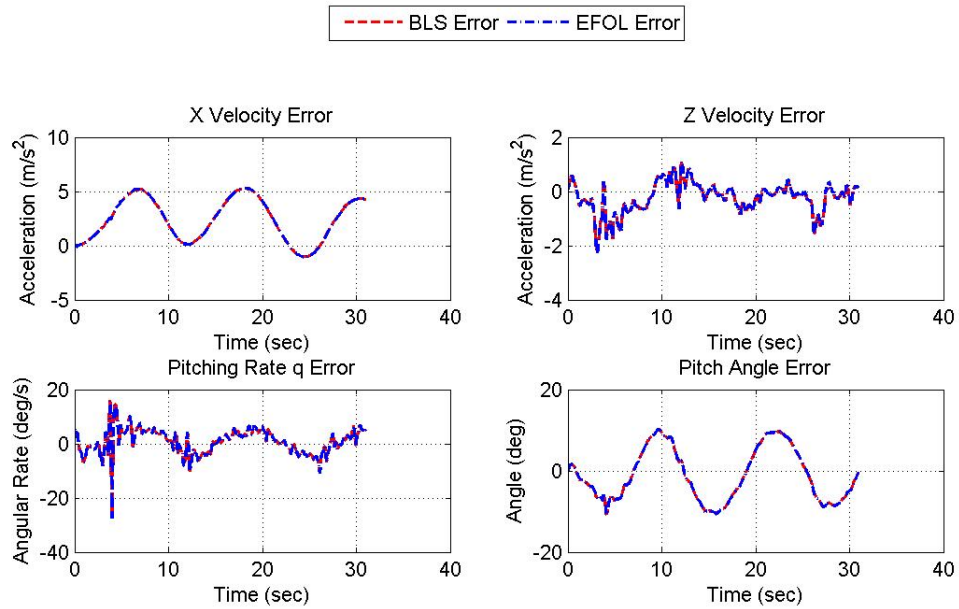 BLS Error EFOL Error
X Velocity Error
Acceleration (m/s²)
10
5
0
-5
0 10 20 30 40
Time (sec)
Z Velocity Error
Acceleration (m/s²)
2
0
-2
-4
0 10 20 30 40
Time (sec)
Pitching Rate q Error
Angular Rate (deg/s)
20
0
-20
-40
0 10 20 30 40
Time (sec)
Pitch Angle Error
Angle (deg)
20
0
-20
0 10 20 30 40
Time (sec)